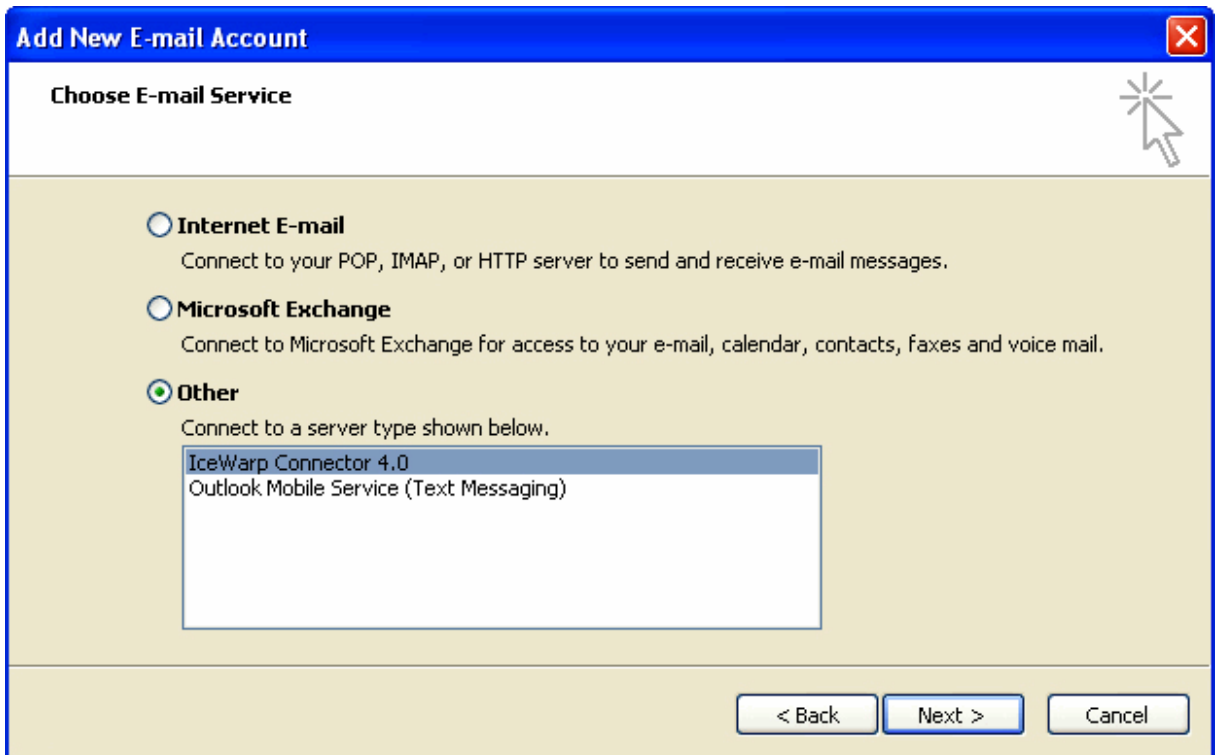 Add New E-mail Account
Choose E-mail Service
Internet E-mail
Connect to your POP, IMAP, or HTTP server to send and receive e-mail messages.
Microsoft Exchange
Connect to Microsoft Exchange for access to your e-mail, calendar, contacts, faxes and voice mail.
Other
Connect to a server type shown below.
IceWarp Connector 4.0
Outlook Mobile Service (Text Messaging)
< Back Next > Cancel